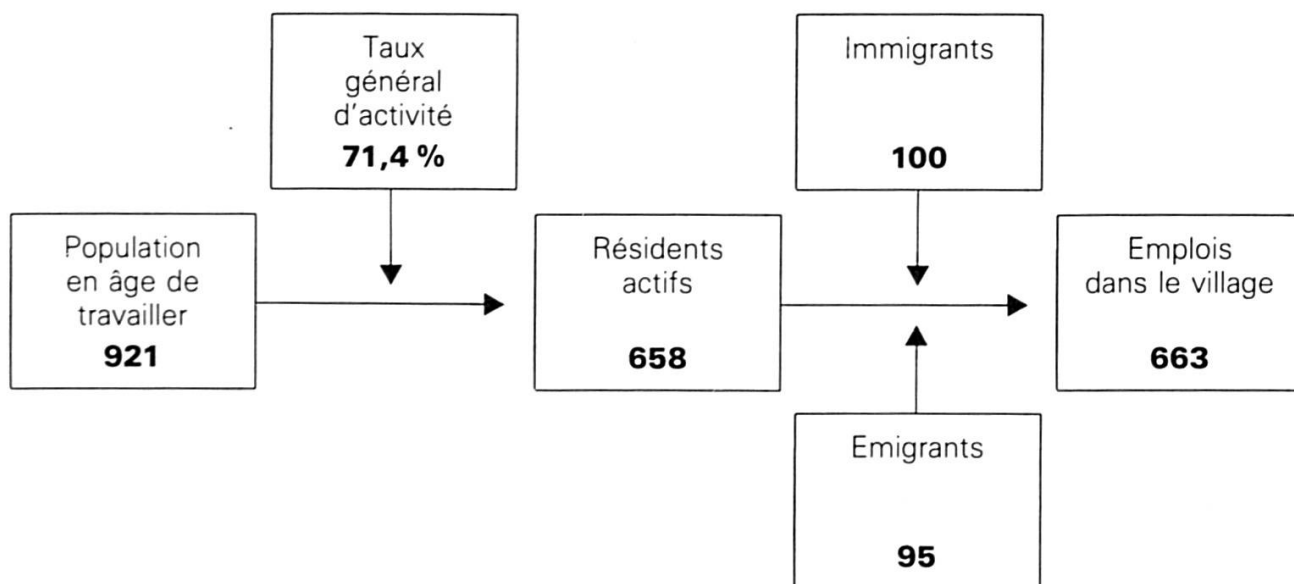 Taux
général
d'activité
71,4 %
Immigrants
100
Population
en âge de
travailler
921
Résidents
actifs
658
Emplois
dans le village
663
Emigrants
95